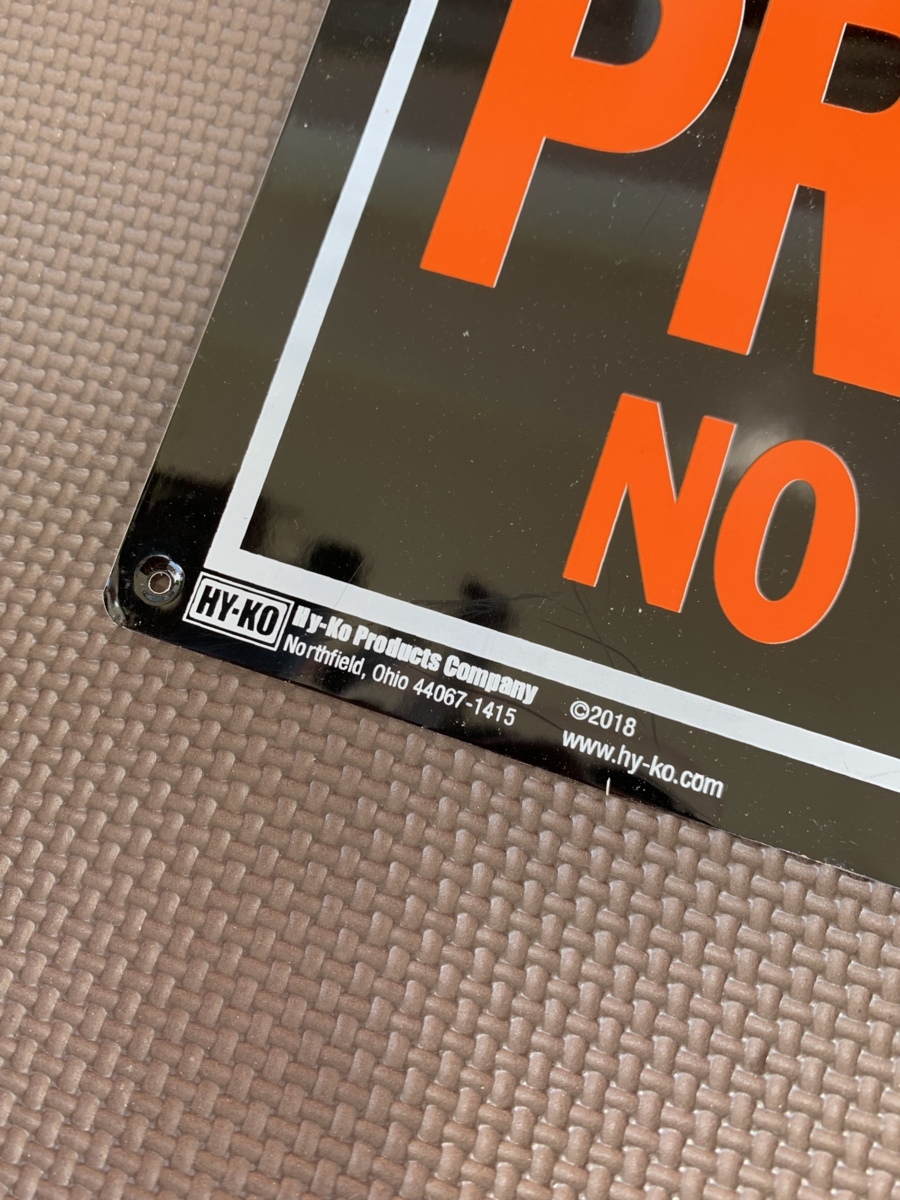 PR
NO
HY-KO
Hy-Ko Products Company
Northfield, Ohio 44067-1415
©2018
www.hy-ko.com